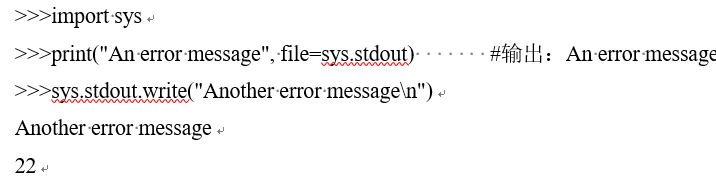 >>>import sys
>>>print("An error message", file=sys.stdout)       #输出：An error message
>>>sys.stdout.write("Another error message\n")
Another error message
22